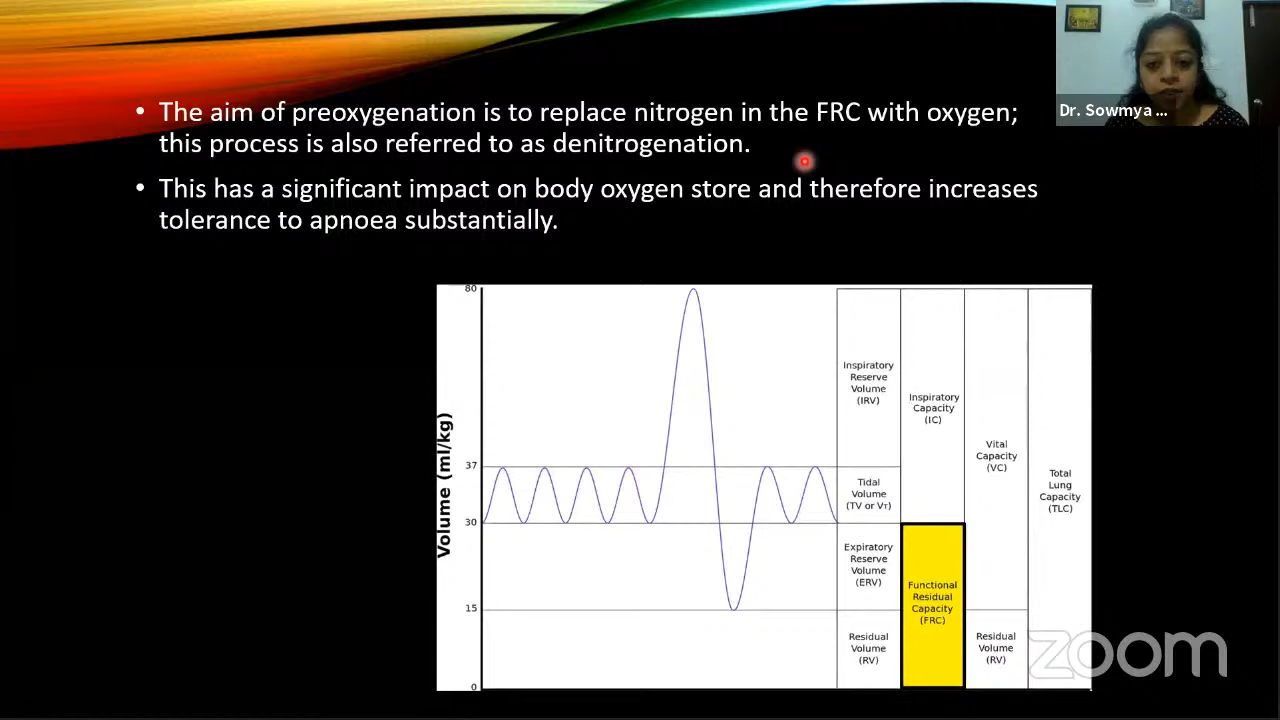 • The aim of preoxygenation is to replace nitrogen in the FRC with oxygen;
this process is also referred to as denitrogenation.
• This has a significant impact on body oxygen store and therefore increases
tolerance to apnoea substantially.
Dr. Sowmya ...
Volume (ml/kg)
80
37
30
15
0
Inspiratory
Reserve
Volume
(IRV)
Tidal
Volume
(TV or VT)
Expiratory
Reserve
Volume
(ERV)
Residual
Volume
(RV)
Inspiratory
Capacity
(IC)
Functional
Residual
Capacity
(FRC)
Vital
Capacity
(VC)
Residual
Volume
(RV)
Total
Lung
Capacity
(TLC)
zoom